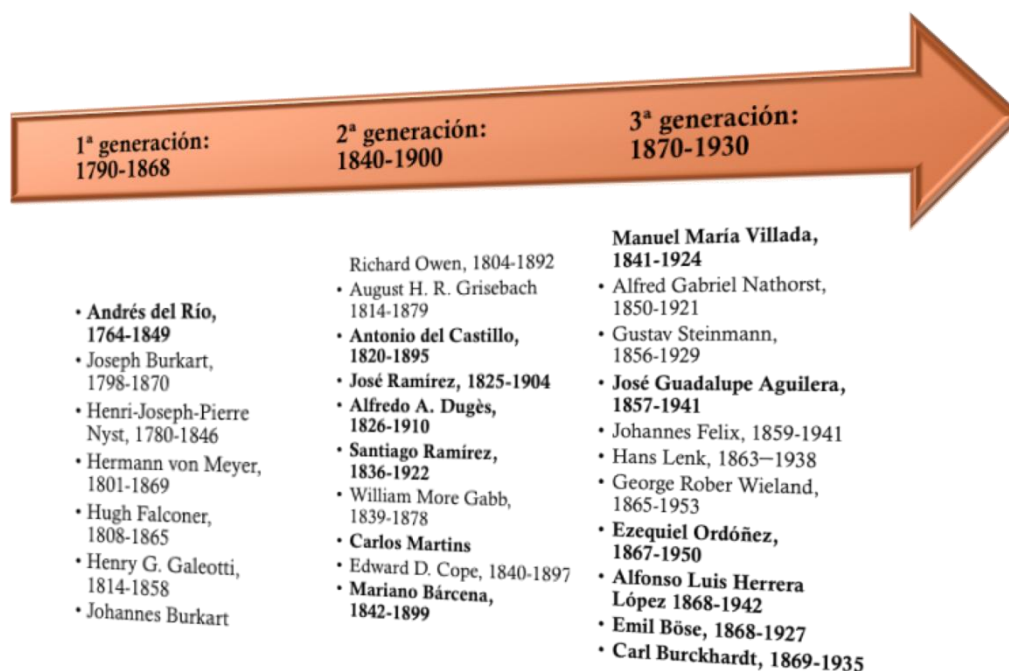 1ª generación:
1790-1868
2ª generación:
1840-1900
3ª generación:
1870-1930
• Andrés del Río,
1764-1849
• Joseph Burkart,
1798-1870
• Henri-Joseph-Pierre
Nyst, 1780-1846
• Hermann von Meyer,
1801-1869
• Hugh Falconer,
1808-1865
• Henry G. Galeotti,
1814-1858
• Johannes Burkart
Richard Owen, 1804-1892
• August H. R. Grisebach
1814-1879
• Antonio del Castillo,
1820-1895
• José Ramírez, 1825-1904
• Alfredo A. Dugès,
1826-1910
• Santiago Ramírez,
1836-1922
• William More Gabb,
1839-1878
• Carlos Martins
• Edward D. Cope, 1840-1897
• Mariano Bárcena,
1842-1899
Manuel María Villada,
1841-1924
• Alfred Gabriel Nathorst,
1850-1921
• Gustav Steinmann,
1856-1929
• José Guadalupe Aguilera,
1857-1941
• Johannes Felix, 1859-1941
• Hans Lenk, 1863—1938
• George Rober Wieland,
1865-1953
• Ezequiel Ordóñez,
1867-1950
• Alfonso Luis Herrera
López 1868-1942
• Emil Böse, 1868-1927
• Carl Burckhardt, 1869-1935